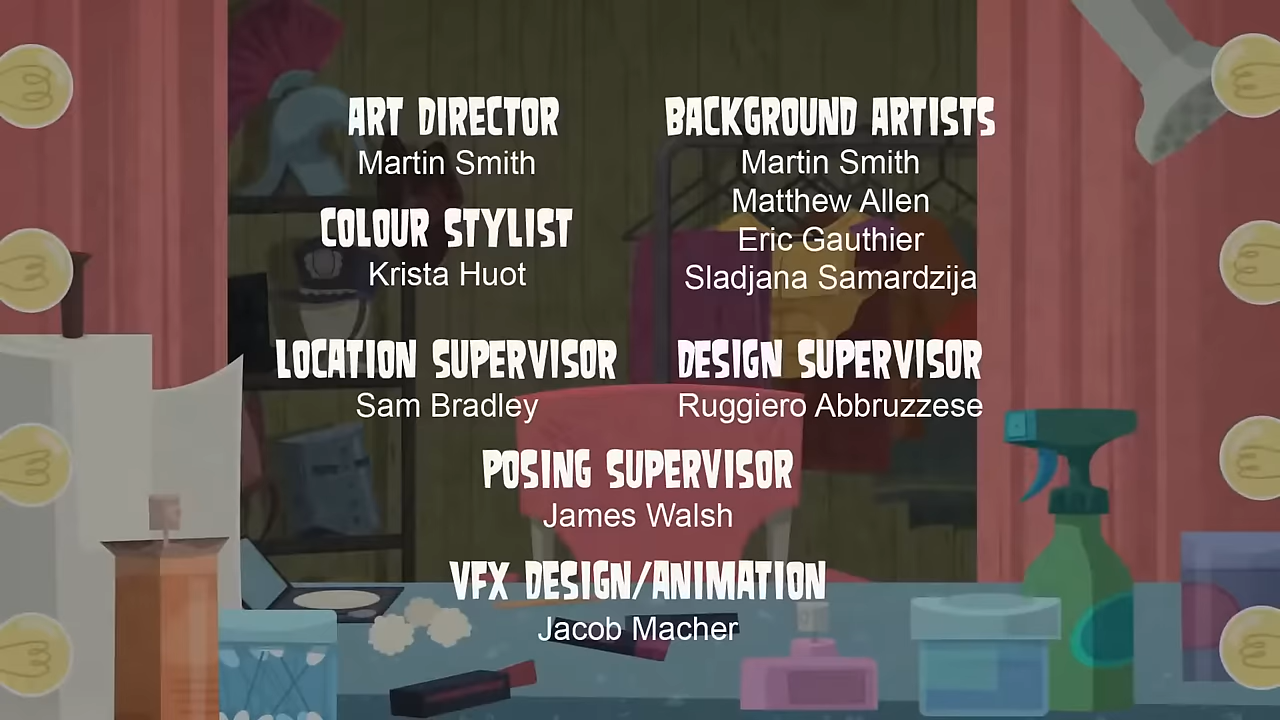 ART DIRECTOR
Martin Smith
COLOUR STYLIST
Krista Huot
BACKGROUND ARTISTS
Martin Smith
Matthew Allen
Eric Gauthier
Sladjana Samardzija
LOCATION SUPERVISOR
Sam Bradley
DESIGN SUPERVISOR
Ruggiero Abbruzzese
POSING SUPERVISOR
James Walsh
VFX DESIGN/ANIMATION
Jacob Macher